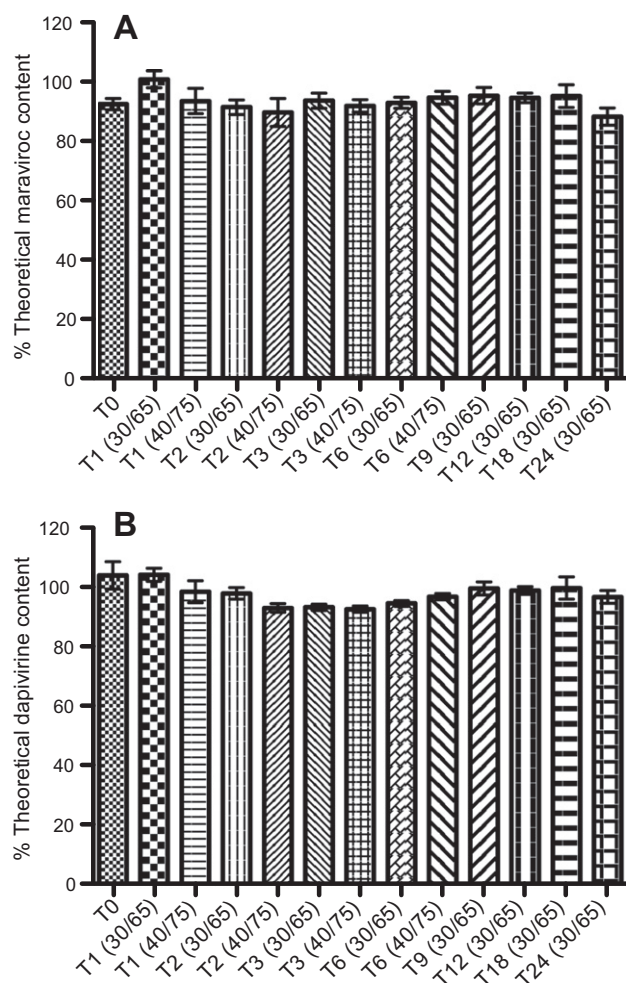 A
% Theoretical maraviroc content
120
100
80
60
40
20
0
T0
T1 (30/65)
T1 (40/75)
T2 (30/65)
T2 (40/75)
T3 (30/65)
T3 (40/75)
T6 (30/65)
T6 (40/75)
T9 (30/65)
T12 (30/65)
T18 (30/65)
T24 (30/65)
B
% Theoretical dapivirine content
120
100
80
60
40
20
0
T0
T1 (30/65)
T1 (40/75)
T2 (30/65)
T2 (40/75)
T3 (30/65)
T3 (40/75)
T6 (30/65)
T6 (40/75)
T9 (30/65)
T12 (30/65)
T18 (30/65)
T24 (30/65)